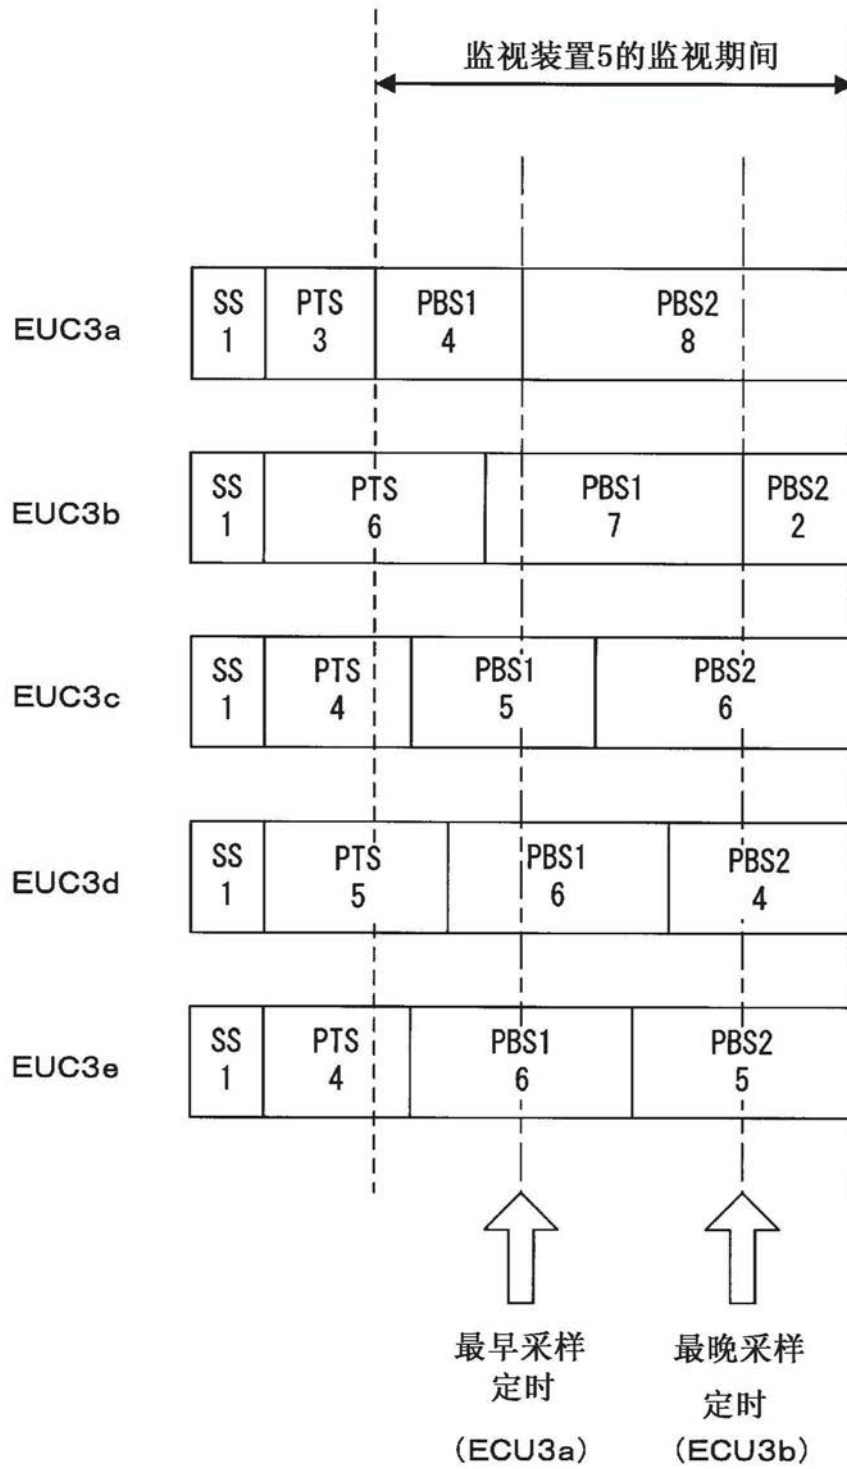 监视装置5的监视期间
EUC3a
SS
1
PTS
3
PBS1
4
PBS2
8
EUC3b
SS
1
PTS
6
PBS1
7
PBS2
2
EUC3c
SS
1
PTS
4
PBS1
5
PBS2
6
EUC3d
SS
1
PTS
5
PBS1
6
PBS2
4
EUC3e
SS
1
PTS
4
PBS1
6
PBS2
5
最早采样
定时
(ECU3a)
最晚采样
定时
(ECU3b)